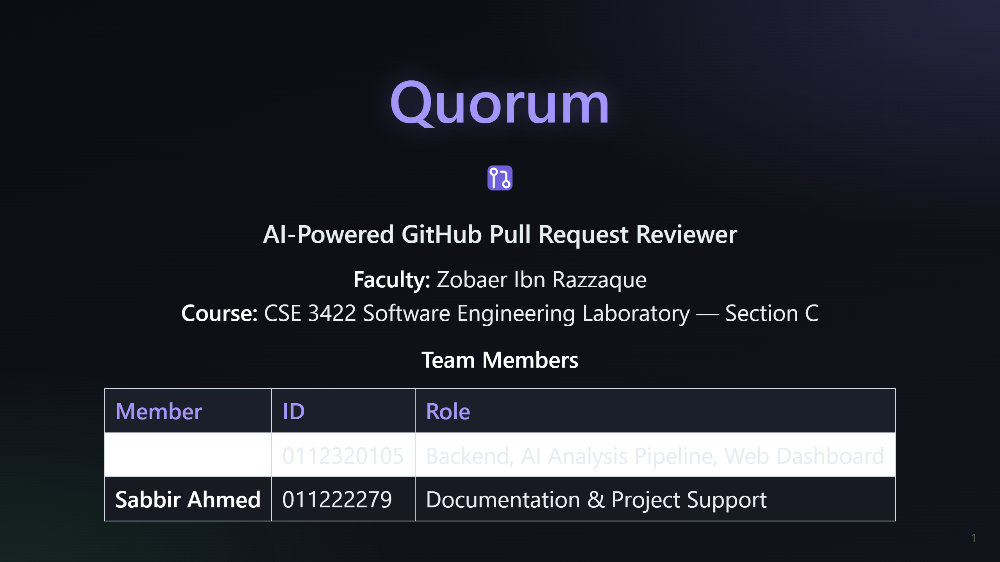 Quorum
AI-Powered GitHub Pull Request Reviewer
Faculty: Zobaer Ibn Razzaque
Course: CSE 3422 Software Engineering Laboratory — Section C
Team Members
Member ID Role
0112320105 Backend, AI Analysis Pipeline, Web Dashboard
Sabbir Ahmed 011222279 Documentation & Project Support
1